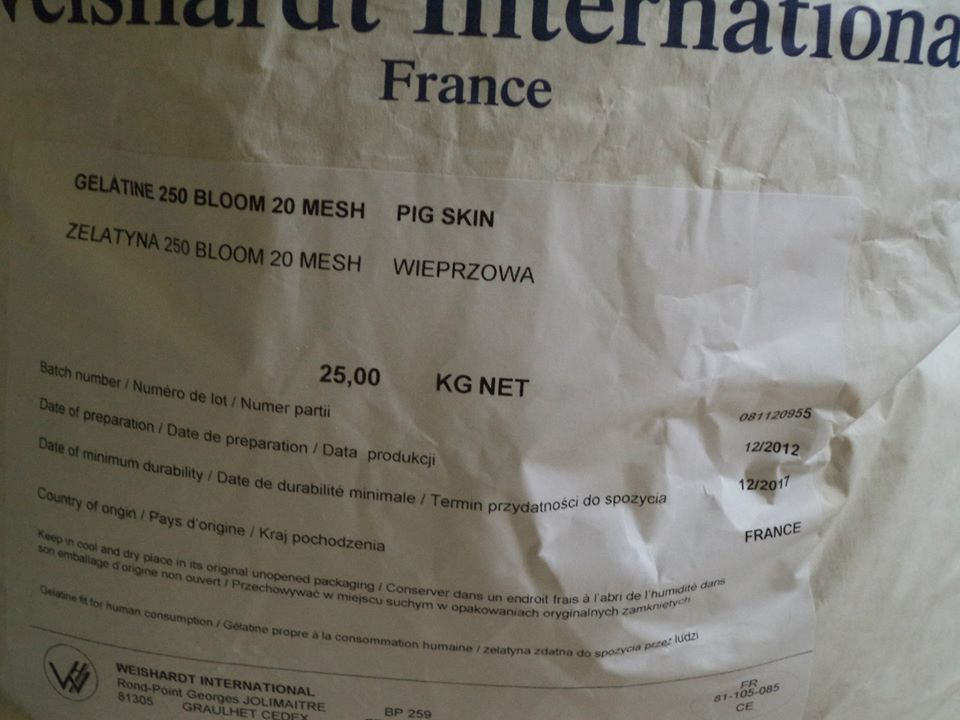 Weishardt International
France
GELATINE 250 BLOOM 20 MESH PIG SKIN
ZELATYNA 250 BLOOM 20 MESH WIEPRZOWA
25,00 KG NET
Batch number / Numéro de lot / Numer partii 081120955
Date of preparation / Date de préparation / Data produkcji 12/2012
Date of minimum durability / Date de durabilité minimale / Termin przydatności do spozycia 12/2017
Country of origin / Pays d'origine / Kraj pochodzenia FRANCE
Keep in cool and dry place in its original unopened packaging / Conserver dans un endroit frais à l'abri de l'humidité dans
son emballage d'origine non ouvert / Przechowywać w miejscu suchym w opakowaniach oryginalnych zamkniętych
Gelatine fit for human consumption / Gélatine propre à la consommation humaine / zelatyna zdatna do spozycia przez ludzi
WEISHARDT INTERNATIONAL
Rond-Point Georges JOLIMAITRE BP 259
81305 GRAULHET CEDEX
FR
81-105-085
CE